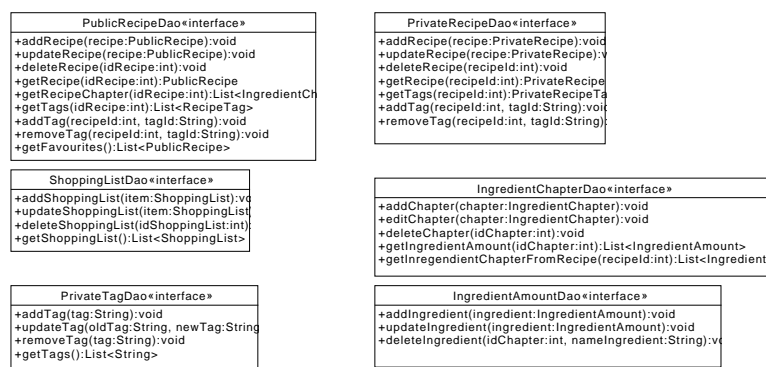 PublicRecipeDao«interface»
+addRecipe(recipe:PublicRecipe):void
+updateRecipe(recipe:PublicRecipe):void
+deleteRecipe(idRecipe:int):void
+getRecipe(idRecipe:int):PublicRecipe
+getRecipeChapter(idRecipe:int):List<IngredientCh
+getTags(idRecipe:int):List<RecipeTag>
+addTag(recipeId:int, tagId:String):void
+removeTag(recipeId:int, tagId:String):void
+getFavourites():List<PublicRecipe>
PrivateRecipeDao«interface»
+addRecipe(recipe:PrivateRecipe):void
+updateRecipe(recipe:PrivateRecipe):v
+deleteRecipe(recipeId:int):void
+getRecipe(recipeId:int):PrivateRecipe
+getTags(recipeId:int):PrivateRecipeTa
+addTag(recipeId:int, tagId:String):voi
+removeTag(recipeId:int, tagId:String):
ShoppingListDao«interface»
+addShoppingList(item:ShoppingList):vo
+updateShoppingList(item:ShoppingList
+deleteShoppingList(idShoppingList:int):
+getShoppingList():List<ShoppingList>
IngredientChapterDao«interface»
+addChapter(chapter:IngredientChapter):void
+editChapter(chapter:IngredientChapter):void
+deleteChapter(idChapter:int):void
+getIngredientAmount(idChapter:int):List<IngredientAmount>
+getInregendientChapterFromRecipe(recipeId:int):List<Ingredient
PrivateTagDao«interface»
+addTag(tag:String):void
+updateTag(oldTag:String, newTag:String
+removeTag(tag:String):void
+getTags():List<String>
IngredientAmountDao«interface»
+addIngredient(ingredient:IngredientAmount):void
+updateIngredient(ingredient:IngredientAmount):void
+deleteIngredient(idChapter:int, nameIngredient:String):vo